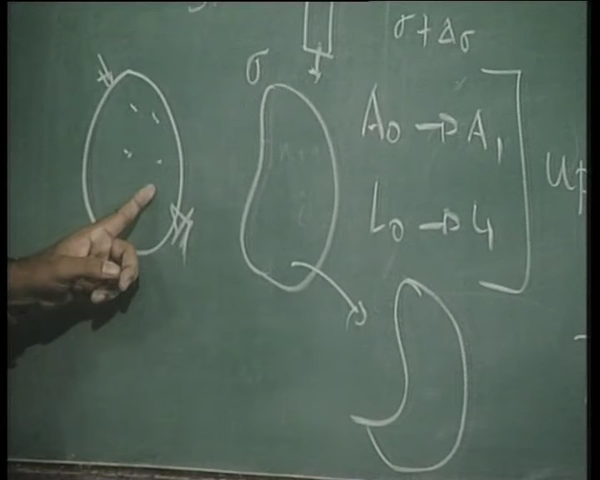 σ + Δσ
σ
A₀ → A₁
L₀ → L₁